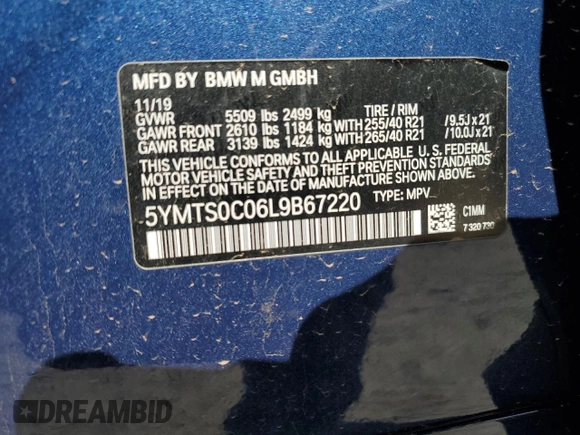 MFD BY BMW M GMBH
11/19
GVWR 5509 lbs 2499 kg TIRE / RIM
GAWR FRONT 2610 lbs 1184 kg WITH 255/40 R21 / 9.5J x 21
GAWR REAR 3139 lbs 1424 kg WITH 265/40 R21 / 10.0J x 21
THIS VEHICLE CONFORMS TO ALL APPLICABLE U. S. FEDERAL
MOTOR VEHICLE SAFETY AND THEFT PREVENTION STANDARDS
IN EFFECT ON THE DATE OF MANUFACTURE SHOWN ABOVE.
5YMTS0C06L9B67220 TYPE: MPV
C1MM
7 320 730
DREAMBID